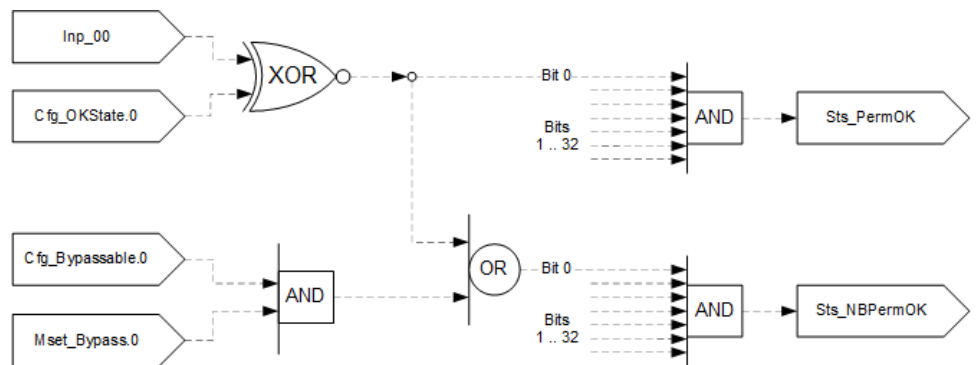 Inp_00
XOR
Cfg_OKState.0
Bit 0
Bits
1 .. 32
AND
Sts_PermOK
Cfg_Bypassable.0
AND
Mset_Bypass.0
OR
Bit 0
Bits
1 .. 32
AND
Sts_NBPermOK